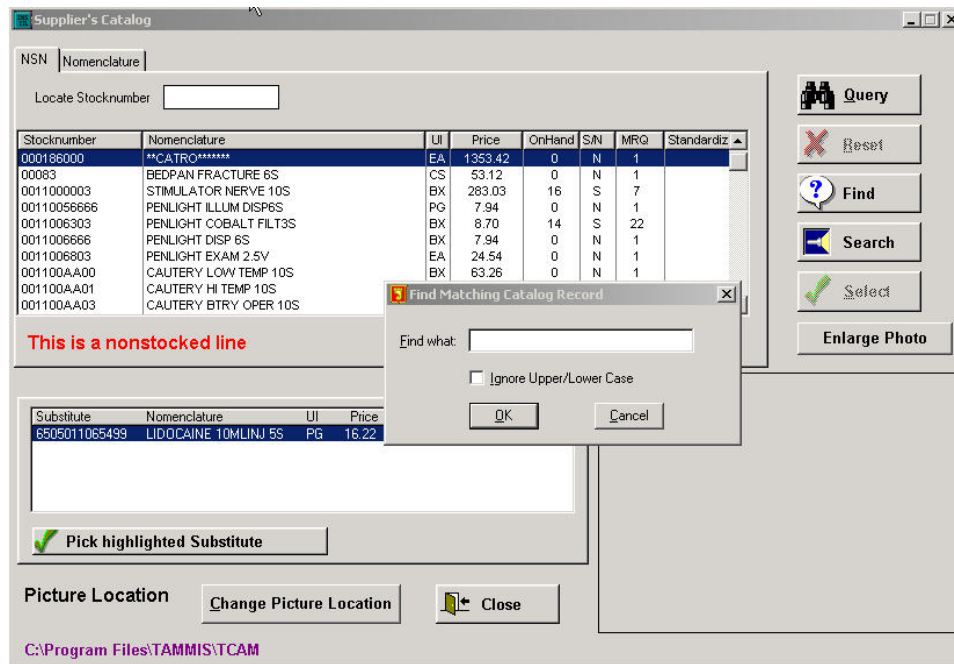 Supplier's Catalog
NSN Nomenclature
Locate Stocknumber
Stocknumber Nomenclature UI Price OnHand S/N MRQ Standardiz
000186000 **CATRO******* EA 1353.42 0 N 1
00083 BEDPAN FRACTURE 6S CS 53.12 0 N 1
0011000003 STIMULATOR NERVE 10S BX 283.03 16 S 7
00110056666 PENLIGHT ILLUM DISP6S PG 7.94 0 N 1
0011006303 PENLIGHT COBALT FILT3S BX 8.70 14 S 22
0011006666 PENLIGHT DISP 6S BX 7.94 0 N 1
0011006803 PENLIGHT EXAM 2.5V EA 24.54 0 N 1
001100AA00 CAUTERY LOW TEMP 10S BX 63.26 0 N 1
001100AA01 CAUTERY HI TEMP 10S
001100AA03 CAUTERY BTRY OPER 10S
This is a nonstocked line
Query
Reset
Find
Search
Select
Enlarge Photo
Find Matching Catalog Record
Find what:
Ignore Upper/Lower Case
OK Cancel
Substitute Nomenclature UI Price
6505011065499 LIDOCAINE 10MLINJ 5S PG 16.22
Pick highlighted Substitute
Picture Location Change Picture Location Close
C:\Program Files\TAMMIS\TCAM